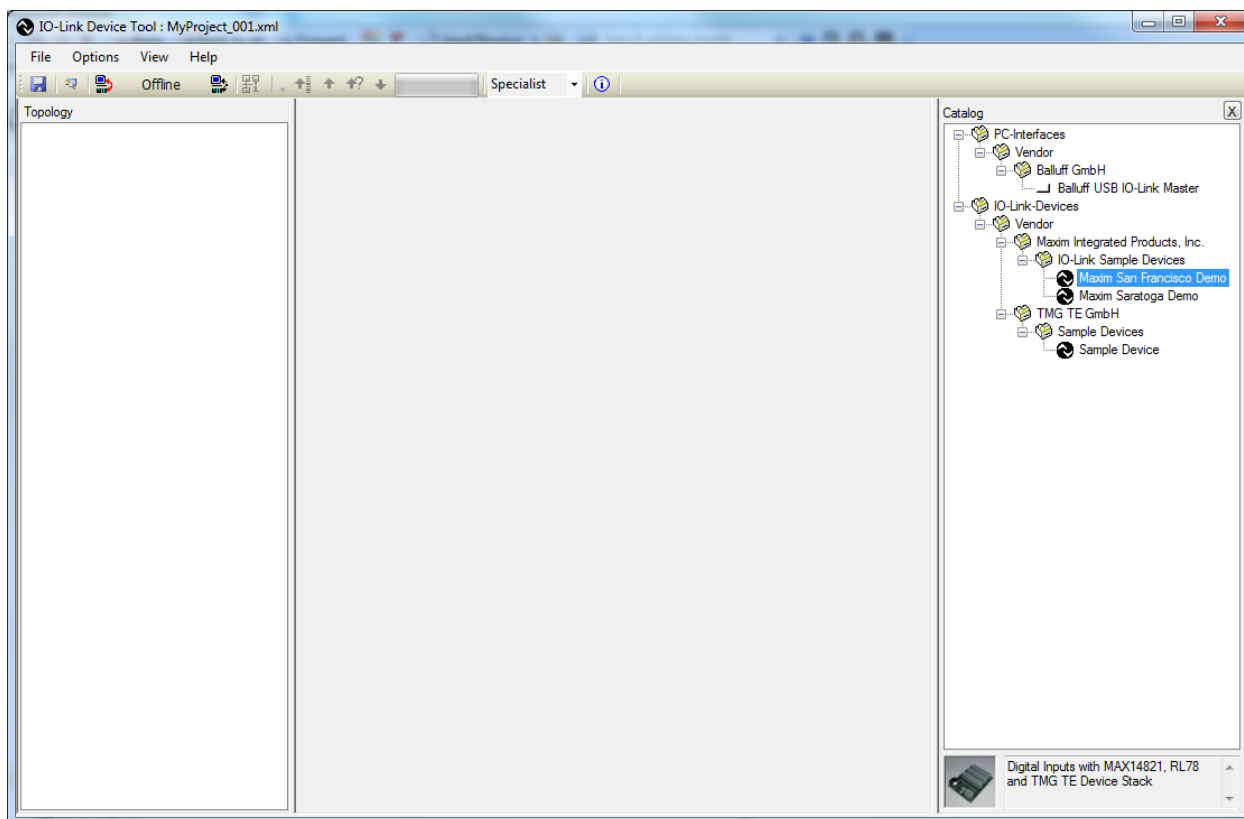 IO-Link Device Tool : MyProject_001.xml
File Options View Help
Offline Specialist
Topology
Catalog
PC-Interfaces
Vendor
Balluff GmbH
Balluff USB IO-Link Master
IO-Link-Devices
Vendor
Maxim Integrated Products, Inc.
IO-Link Sample Devices
Maxim San Francisco Demo
Maxim Saratoga Demo
TMG TE GmbH
Sample Devices
Sample Device
Digital Inputs with MAX14821, RL78
and TMG TE Device Stack